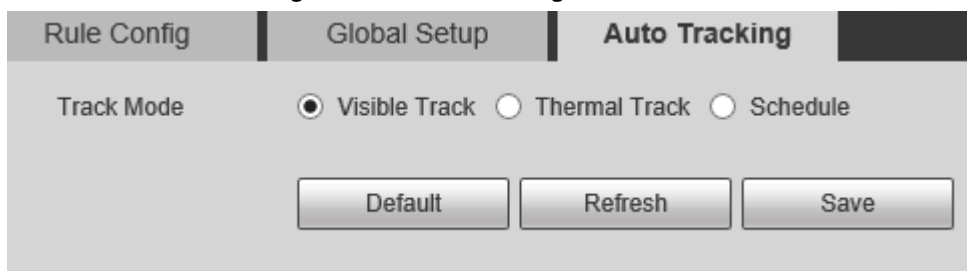 Rule Config Global Setup Auto Tracking
Track Mode Visible Track Thermal Track Schedule
Default Refresh Save